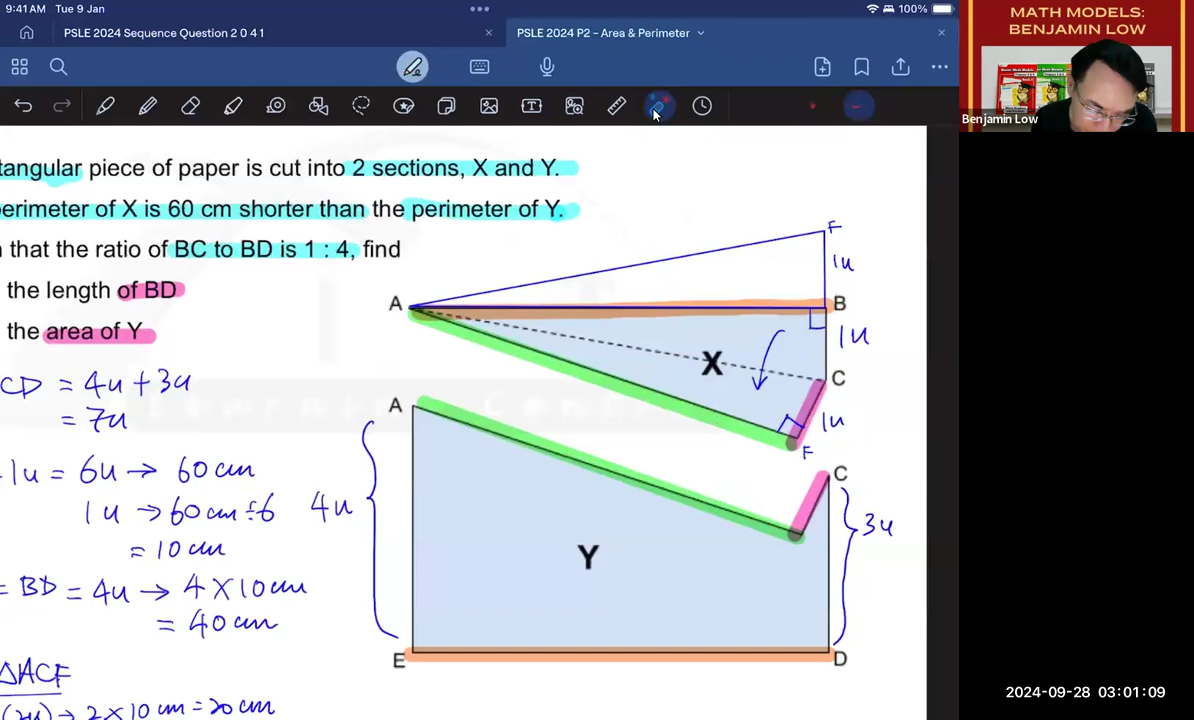 9:41 AM Tue 9 Jan
100%
PSLE 2024 Sequence Question 2 0 4 1
PSLE 2024 P2 – Area & Perimeter
MATH MODELS:
BENJAMIN LOW
Benjamin Low
tangular piece of paper is cut into 2 sections, X and Y.
perimeter of X is 60 cm shorter than the perimeter of Y.
that the ratio of BC to BD is 1 : 4, find
the length of BD
the area of Y
CD = 4u + 3u
= 7u
1u = 6u → 60 cm
1u → 60 cm ÷ 6
= 10 cm
= BD = 4u → 4 X 10 cm
= 40 cm
△ACF
(2u) → 2 X 10 cm = 20 cm
F
1u
A
B
1u
X
C
1u
F
A
C
4u
3u
Y
E
D
2024-09-28 03:01:09